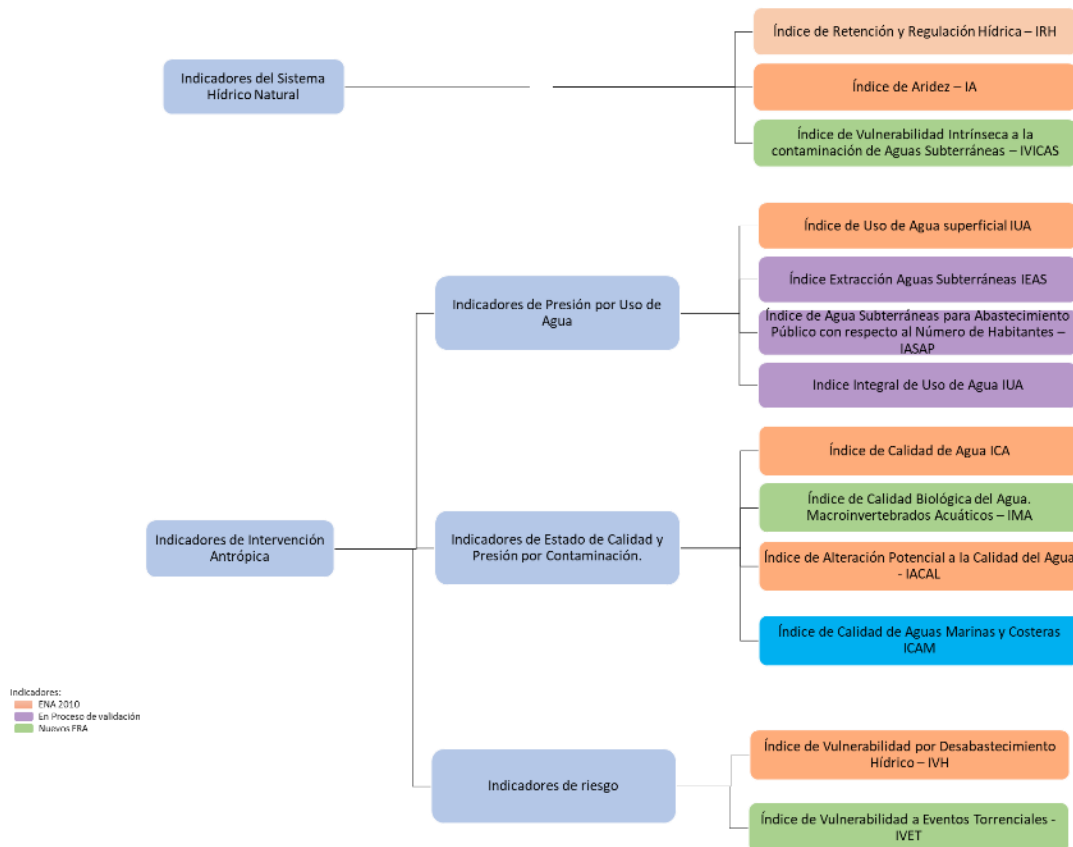 Índice de Retención y Regulación Hídrica – IRH
Indicadores del Sistema
Hídrico Natural
Índice de Aridez – IA
Índice de Vulnerabilidad Intrínseca a la
contaminación de Aguas Subterráneas – IVICAS
Índice de Uso de Agua superficial IUA
Indicadores de Presión por Uso de
Agua
Índice Extracción Aguas Subterráneas IEAS
Índice de Agua Subterráneas para Abastecimiento
Público con respecto al Número de Habitantes –
IASAP
Indice Integral de Uso de Agua IUA
Indicadores de Intervención
Antrópica
Indicadores de Estado de Calidad y
Presión por Contaminación.
Índice de Calidad de Agua ICA
Índice de Calidad Biológica del Agua.
Macroinvertebrados Acuáticos – IMA
Índice de Alteración Potencial a la Calidad del Agua
- IACAL
Índice de Calidad de Aguas Marinas y Costeras
ICAM
Indicadores:
ENA 2010
En Proceso de validación
Nuevos ERA
Indicadores de riesgo
Índice de Vulnerabilidad por Desabastecimiento
Hídrico – IVH
Índice de Vulnerabilidad a Eventos Torrenciales -
IVET